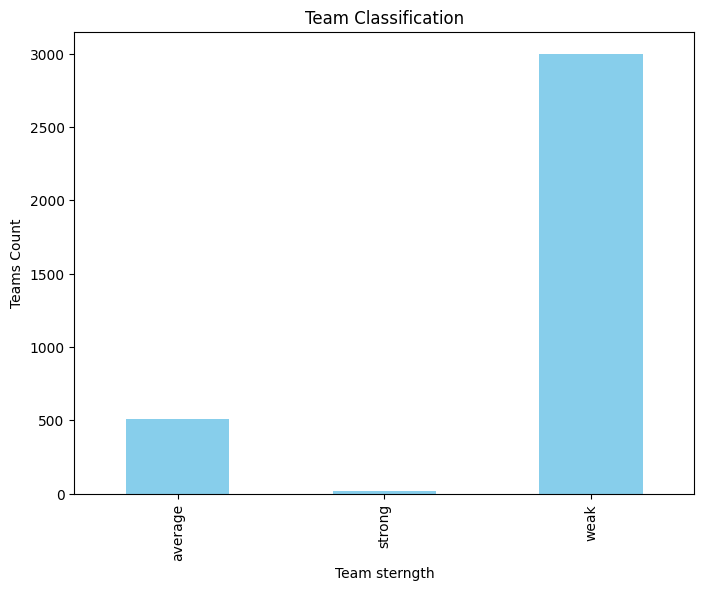 Team Classification
Teams Count
3000
2500
2000
1500
1000
500
0
average
strong
weak
Team sterngth